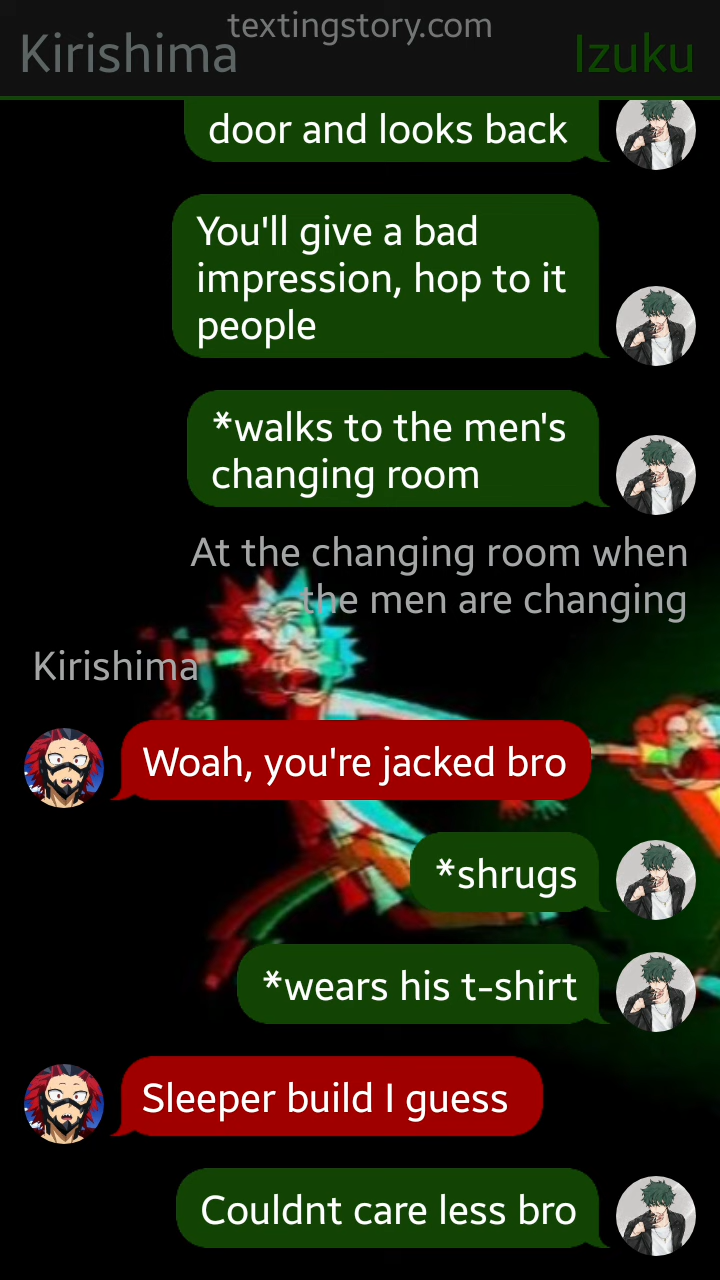 textingstory.com
Kirishima
Izuku
door and looks back
You'll give a bad
impression, hop to it
people
*walks to the men's
changing room
At the changing room when
the men are changing
Kirishima
Woah, you're jacked bro
*shrugs
*wears his t-shirt
Sleeper build I guess
Couldnt care less bro